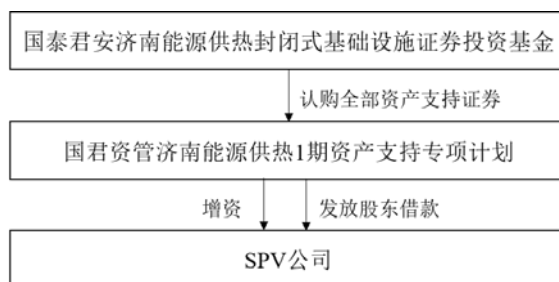 国泰君安济南能源供热封闭式基础设施证券投资基金
认购全部资产支持证券
国君资管济南能源供热1期资产支持专项计划
增资
发放股东借款
SPV公司